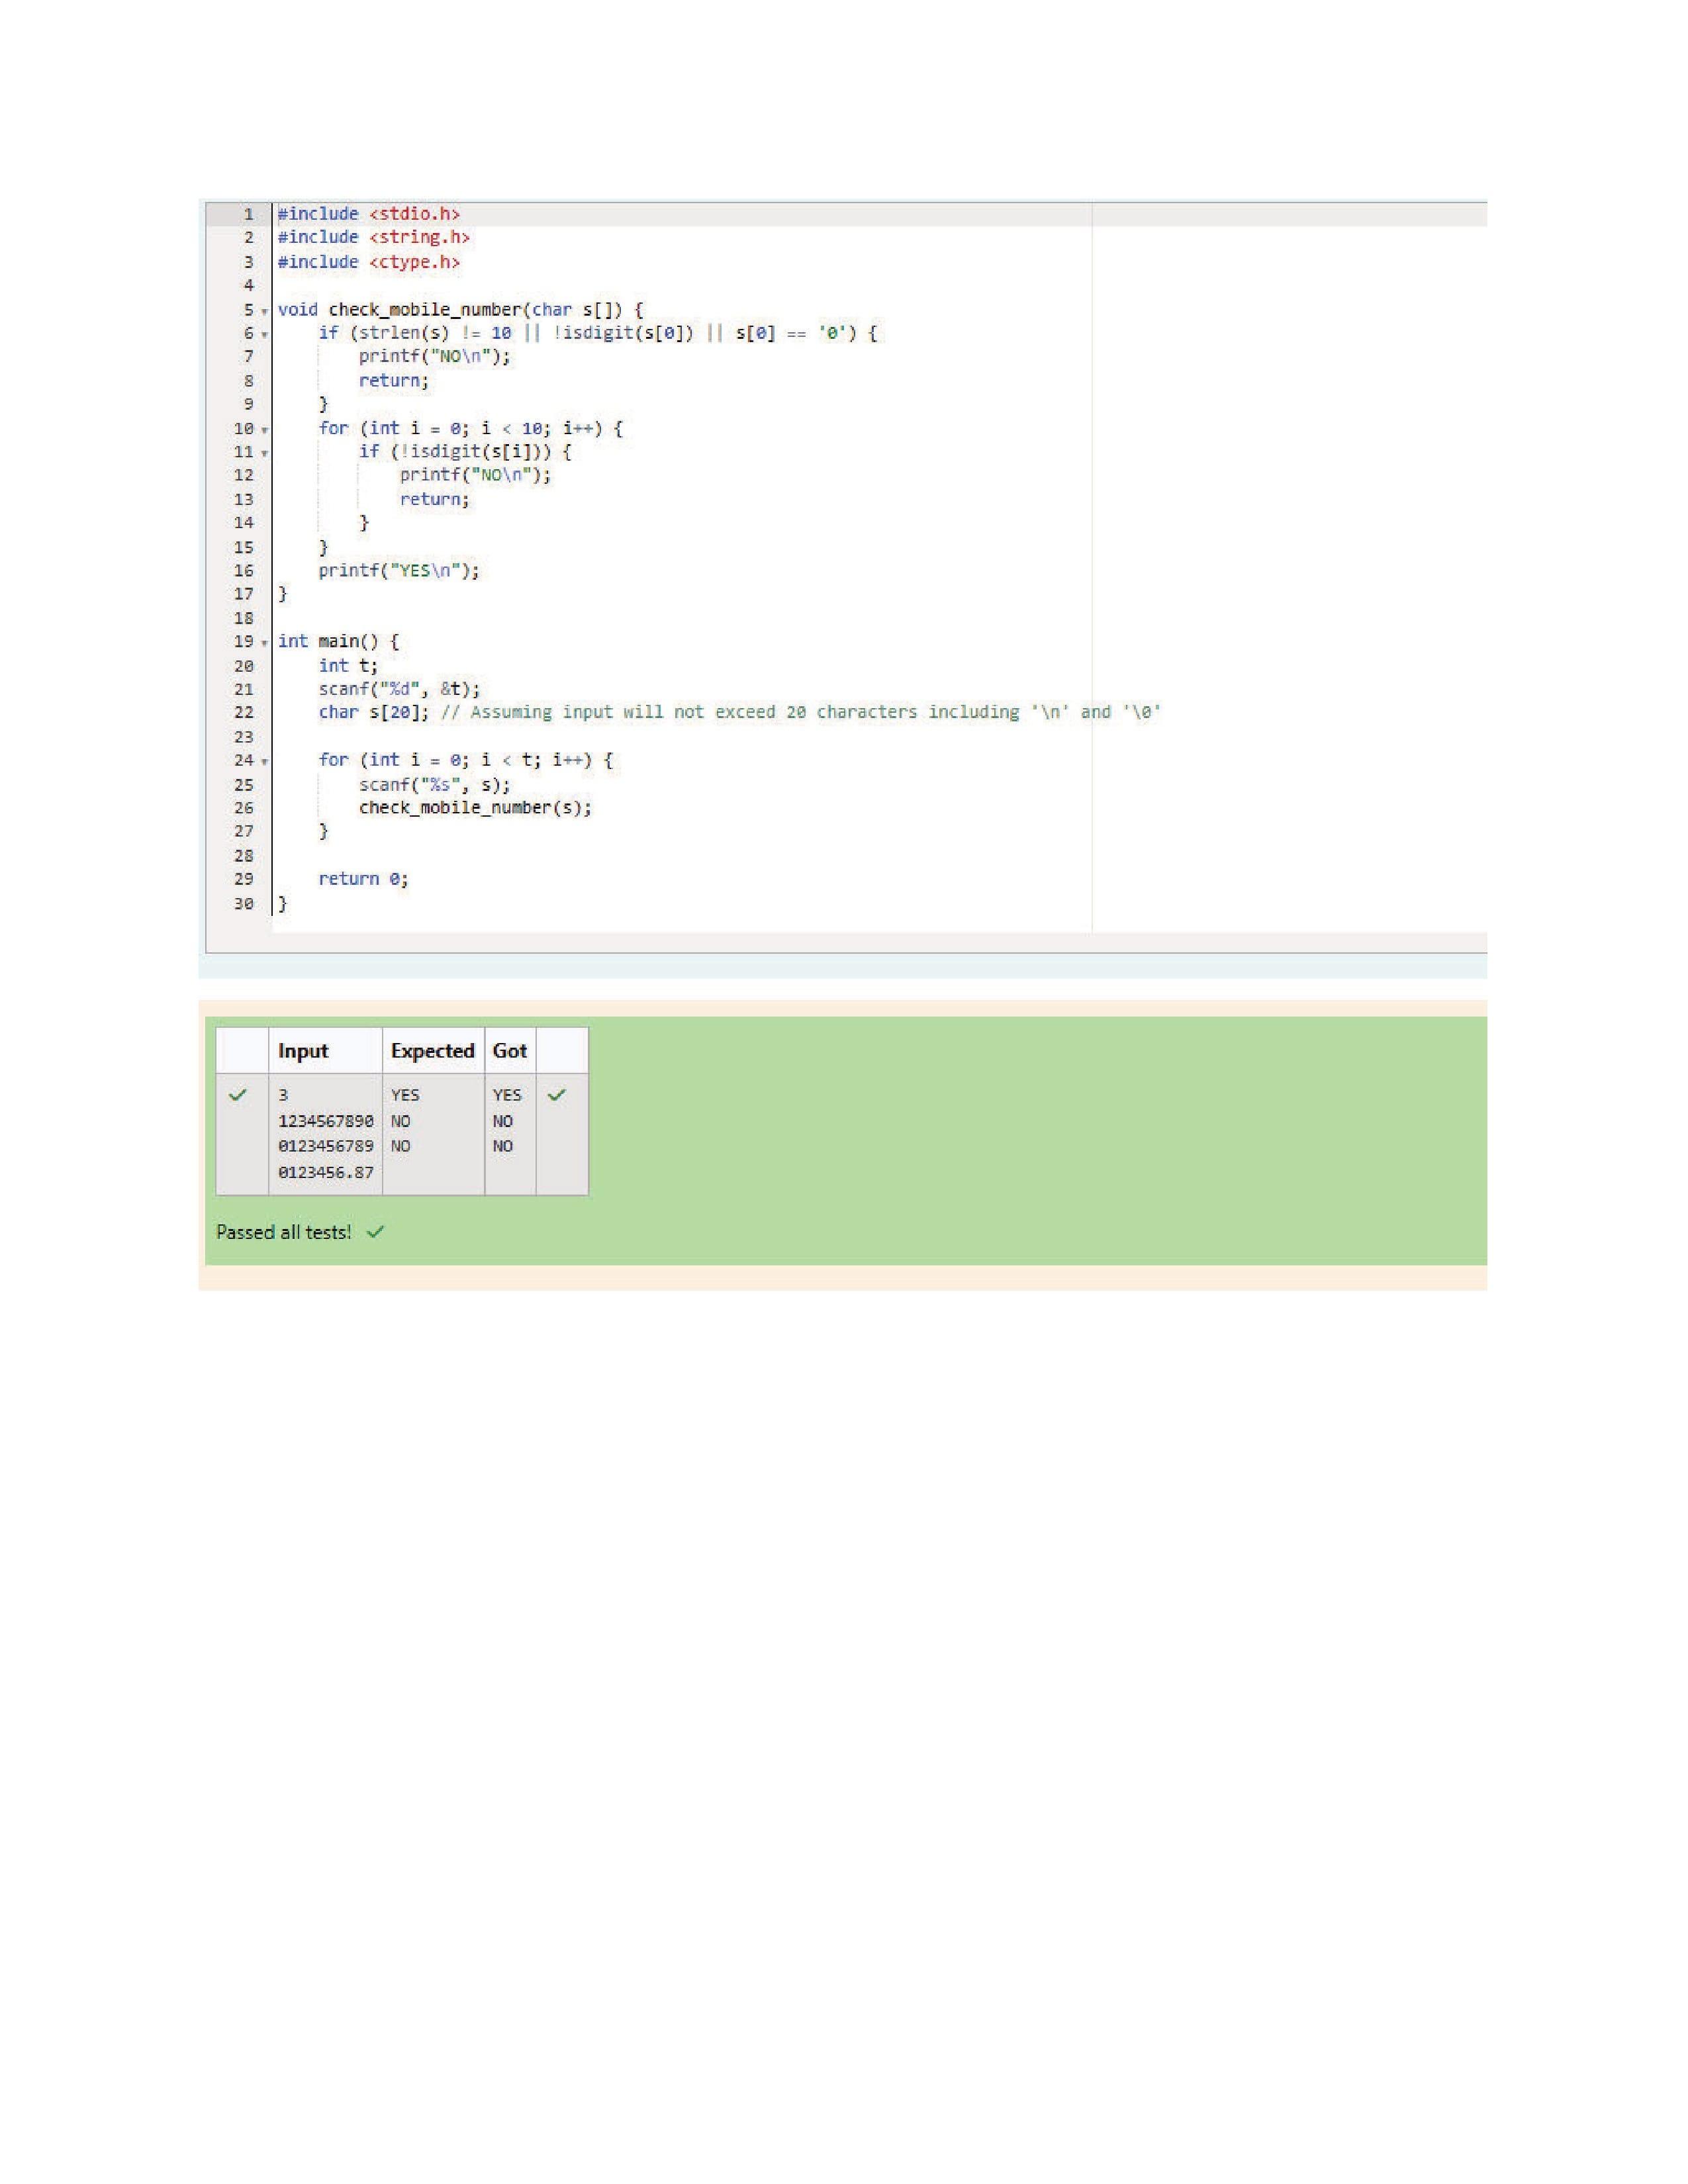 1 #include <stdio.h>
2 #include <string.h>
3 #include <ctype.h>
4
5 void check_mobile_number(char s[]) {
6     if (strlen(s) != 10 || !isdigit(s[0]) || s[0] == '0') {
7         printf("NO\n");
8         return;
9     }
10     for (int i = 0; i < 10; i++) {
11         if (!isdigit(s[i])) {
12             printf("NO\n");
13             return;
14         }
15     }
16     printf("YES\n");
17 }
18
19 int main() {
20     int t;
21     scanf("%d", &t);
22     char s[20]; // Assuming input will not exceed 20 characters including '\n' and '\0'
23
24     for (int i = 0; i < t; i++) {
25         scanf("%s", s);
26         check_mobile_number(s);
27     }
28
29     return 0;
30 }
Input Expected Got
3 YES YES
1234567890 NO NO
0123456789 NO NO
0123456.87
Passed all tests!